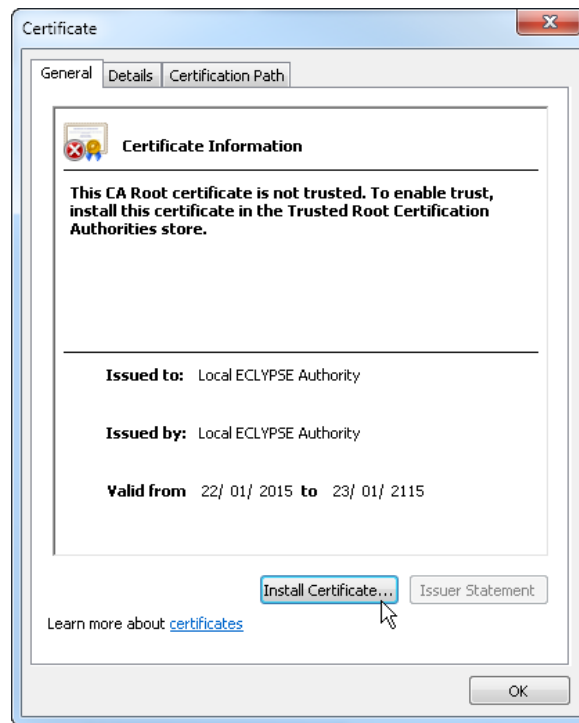 Certificate
General Details Certification Path
Certificate Information
This CA Root certificate is not trusted. To enable trust,
install this certificate in the Trusted Root Certification
Authorities store.
Issued to: Local ECLYPSE Authority
Issued by: Local ECLYPSE Authority
Valid from 22/ 01/ 2015 to 23/ 01/ 2115
Install Certificate... Issuer Statement
Learn more about certificates
OK